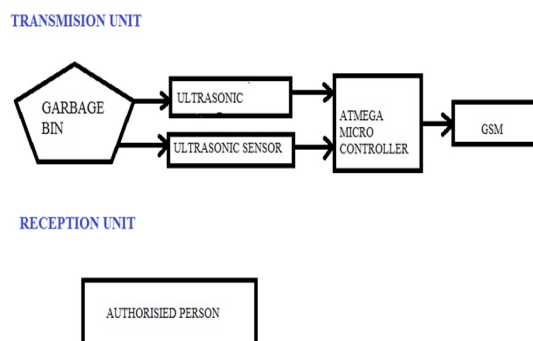 TRANSMISION UNIT
GARBAGE
BIN
ULTRASONIC
ULTRASONIC SENSOR
ATMEGA
MICRO
CONTROLLER
GSM
RECEPTION UNIT
AUTHORISIED PERSON